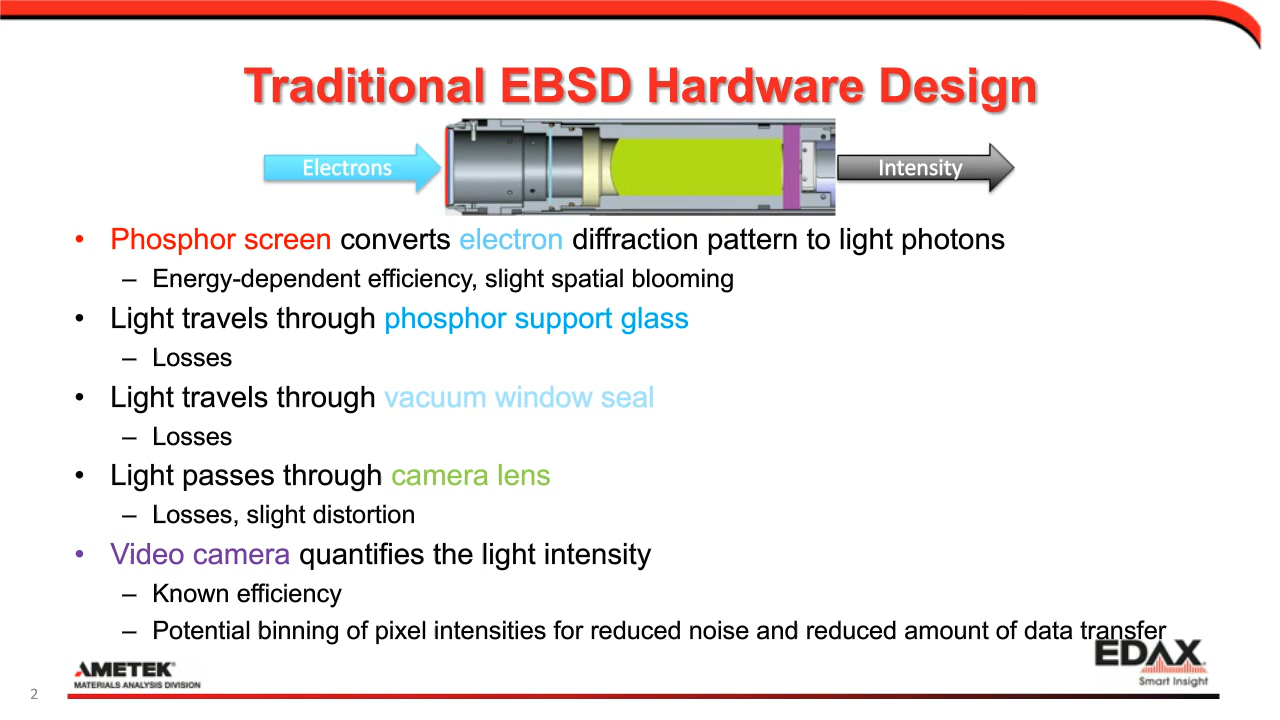 Traditional EBSD Hardware Design
Electrons
Intensity
• Phosphor screen converts electron diffraction pattern to light photons
– Energy-dependent efficiency, slight spatial blooming
• Light travels through phosphor support glass
– Losses
• Light travels through vacuum window seal
– Losses
• Light passes through camera lens
– Losses, slight distortion
• Video camera quantifies the light intensity
– Known efficiency
– Potential binning of pixel intensities for reduced noise and reduced amount of data transfer
AMETEK®
MATERIALS ANALYSIS DIVISION
EDAX
Smart Insight
2